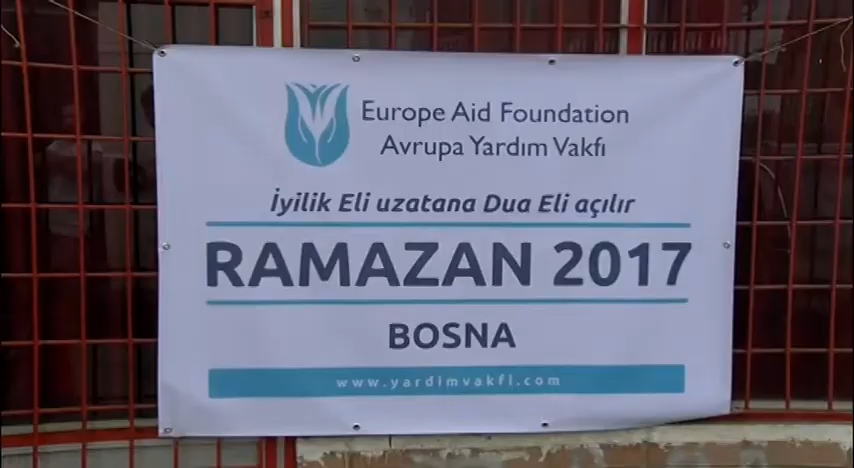 Europe Aid Foundation
Avrupa Yardım Vakfı
İyilik Eli uzatana Dua Eli açılır
RAMAZAN 2017
BOSNA
www.yardimvakfi.com